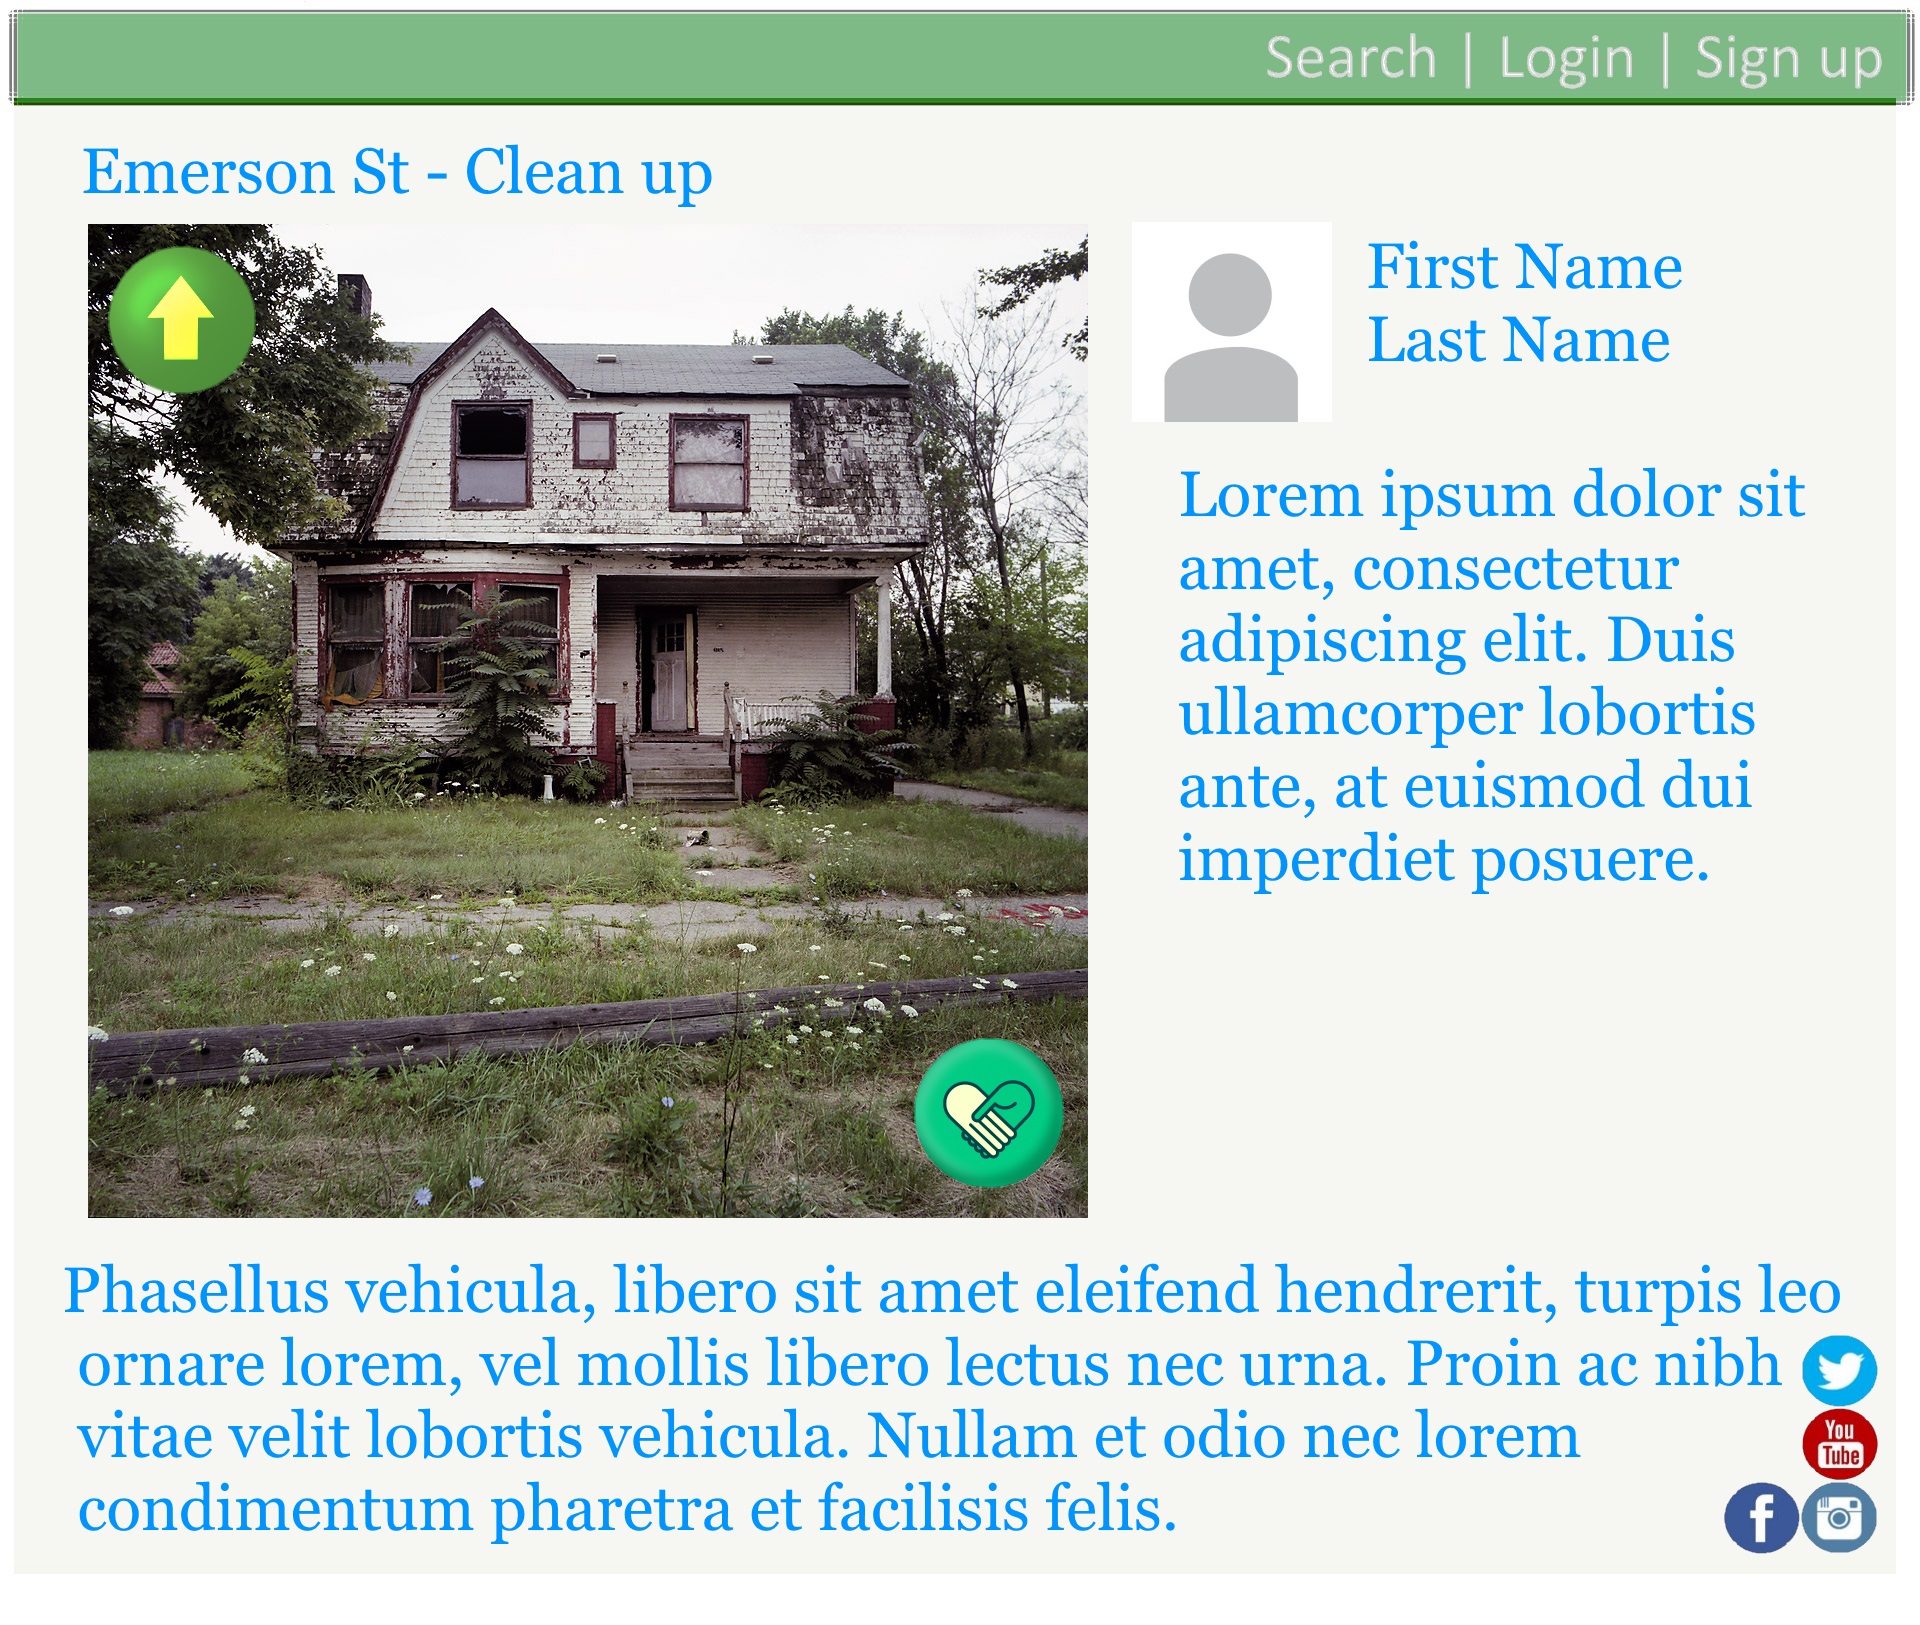 Search | Login | Sign up
Emerson St - Clean up
First Name
Last Name
Lorem ipsum dolor sit
amet, consectetur
adipiscing elit. Duis
ullamcorper lobortis
ante, at euismod dui
imperdiet posuere.
Phasellus vehicula, libero sit amet eleifend hendrerit, turpis leo
ornare lorem, vel mollis libero lectus nec urna. Proin ac nibh
vitae velit lobortis vehicula. Nullam et odio nec lorem
condimentum pharetra et facilisis felis.
You
Tube
f